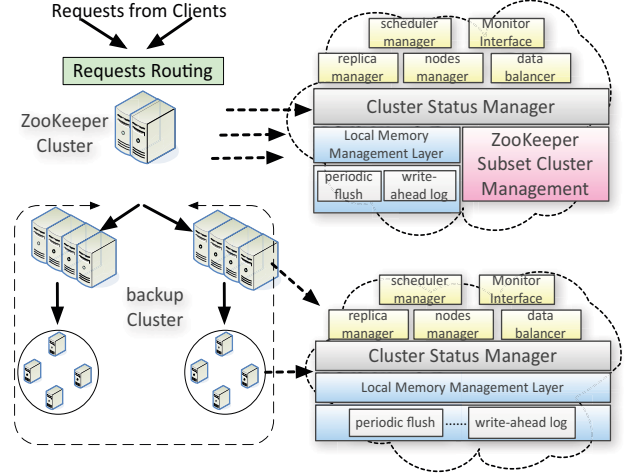 Requests from Clients
Requests Routing
ZooKeeper
Cluster
scheduler
manager
Monitor
Interface
replica
manager
nodes
manager
data
balancer
Cluster Status Manager
Local Memory
Management Layer
periodic
flush
write-
ahead log
ZooKeeper
Subset Cluster
Management
backup
Cluster
scheduler
manager
Monitor
Interface
replica
manager
nodes
manager
data
balancer
Cluster Status Manager
Local Memory Management Layer
periodic flush ...... write-ahead log